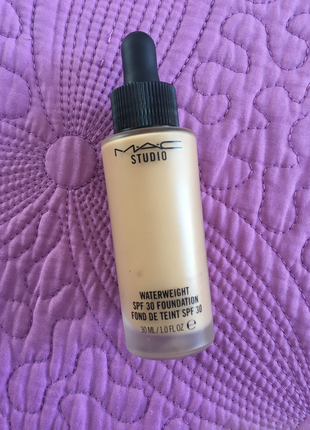 MAC
STUDIO
WATERWEIGHT
SPF 30 FOUNDATION
FOND DE TEINT SPF 30
30 ML / 1.0 FL OZ ℮